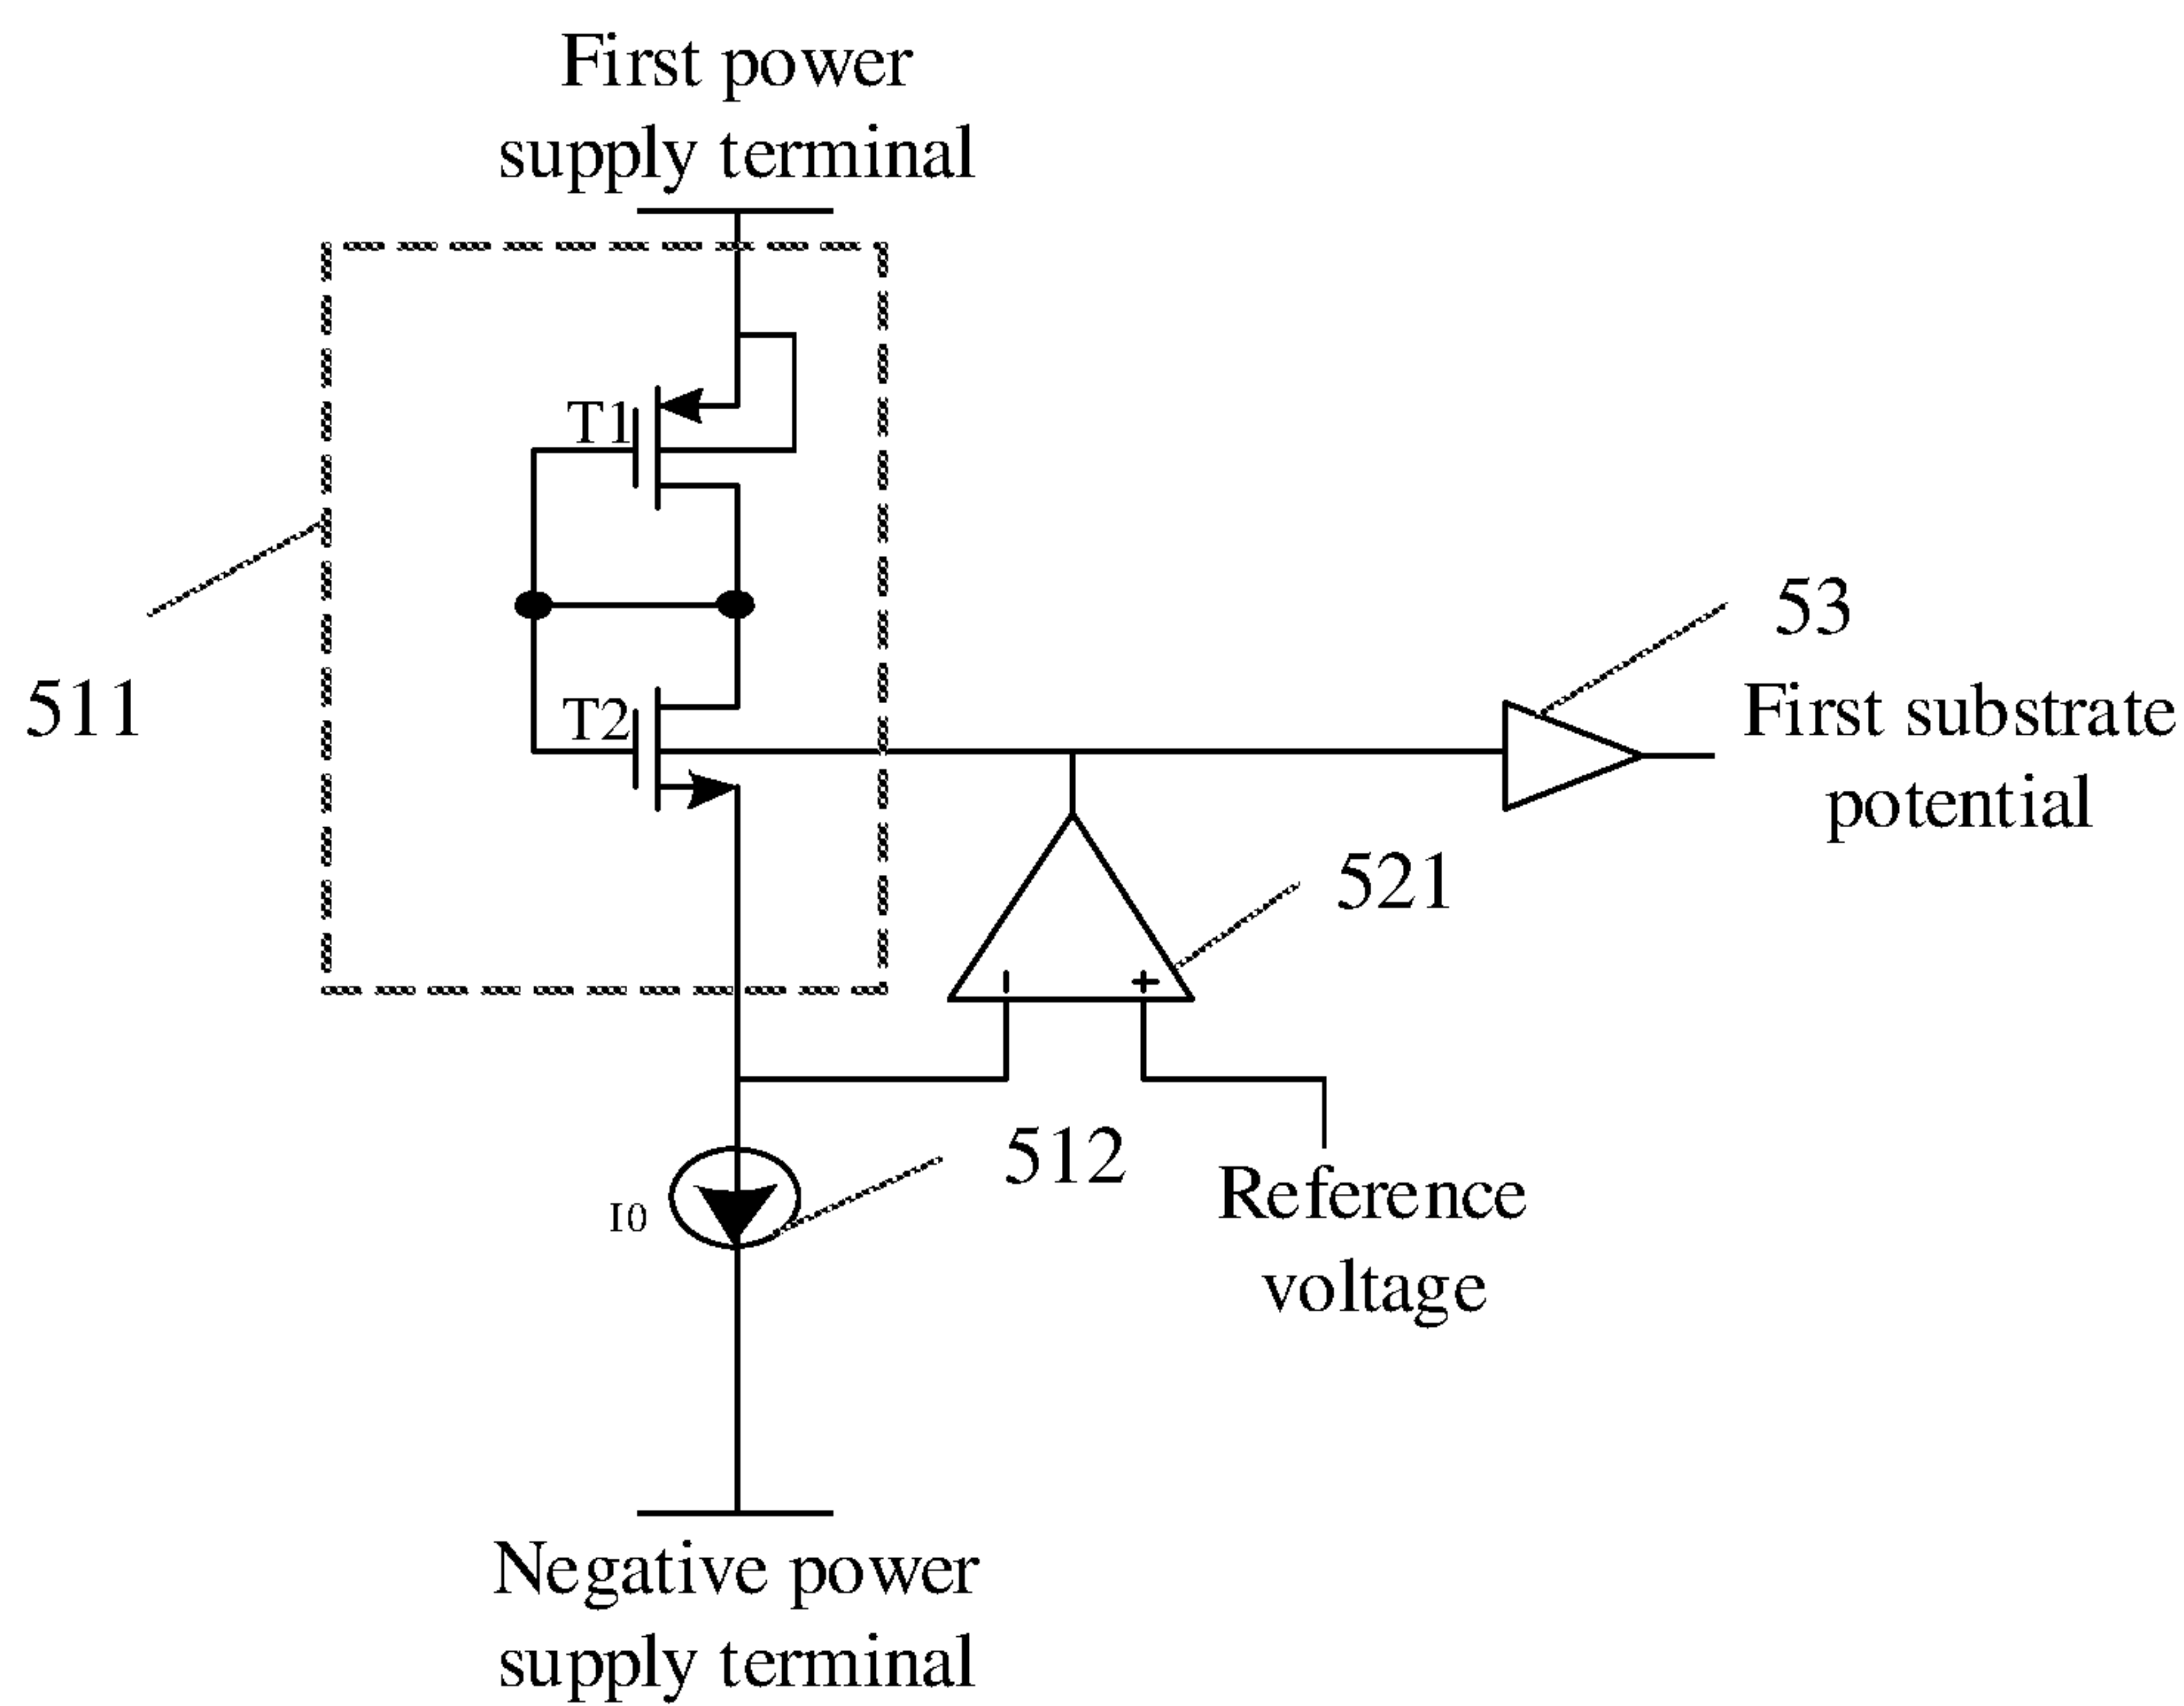 First power
supply terminal
T1
53
511
T2
First substrate
potential
521
− +
512
I0
Reference
voltage
Negative power
supply terminal